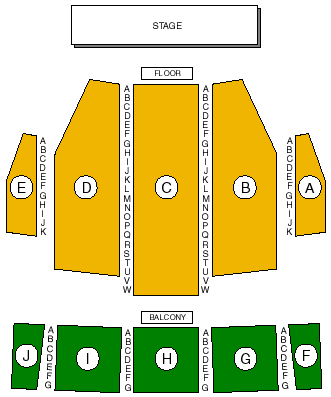 STAGE
FLOOR
A B C D E F G H I J K
A B C D E F G H I J K L M N O P Q R S T U V W
A B C D E F G H I J K L M N O P Q R S T U V W
A B C D E F G H I J K
E
D
C
B
A
BALCONY
A B C D E F G
A B C D E F G
A B C D E F G
A B C D E F G
J
I
H
G
F